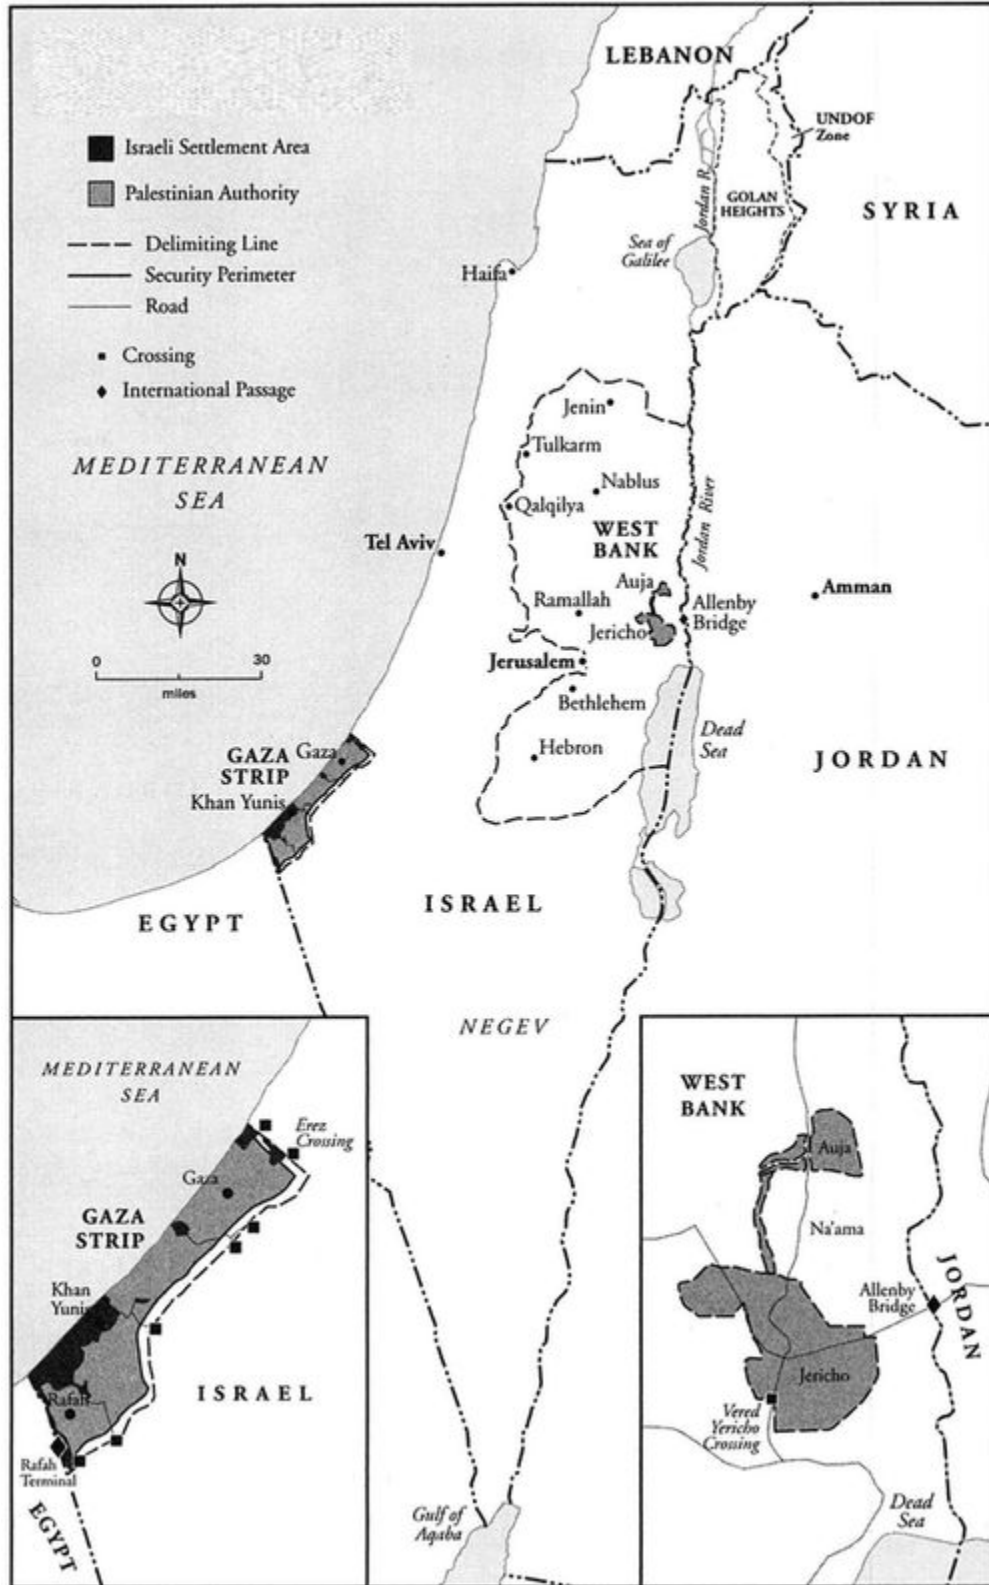 LEBANON
UNDOF
Zone
Israeli Settlement Area
Palestinian Authority
Jordan R.
GOLAN
HEIGHTS
SYRIA
Delimiting Line
Security Perimeter
Road
Sea of
Galilee
Haifa
Crossing
International Passage
Jenin
MEDITERRANEAN
SEA
Tulkarm
Nablus
Qalqilya
Jordan River
WEST
BANK
Tel Aviv
N
Auja
Amman
Ramallah
Allenby
Bridge
Jericho
0 30
miles
Jerusalem
Bethlehem
Dead
Sea
Hebron
JORDAN
GAZA
STRIP
Gaza
Khan Yunis
ISRAEL
EGYPT
NEGEV
MEDITERRANEAN
SEA
Erez
Crossing
Gaza
GAZA
STRIP
Khan
Yunis
ISRAEL
Rafah
Rafah
Terminal
EGYPT
Gulf of
Aqaba
WEST
BANK
Auja
Na'ama
Allenby
Bridge
JORDAN
Jericho
Vered
Yericho
Crossing
Dead
Sea